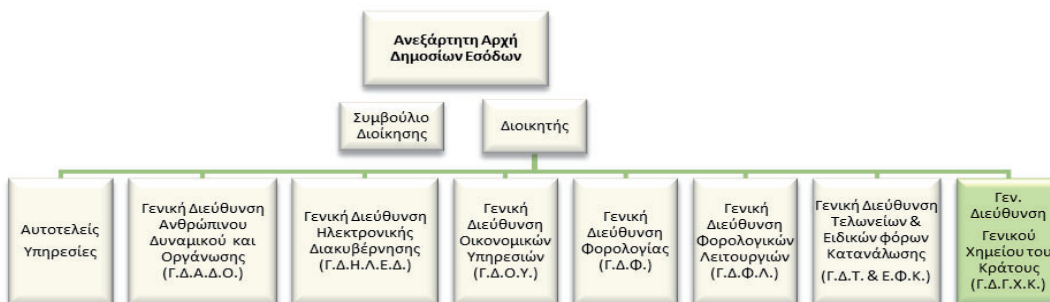 Ανεξάρτητη Αρχή
Δημοσίων Εσόδων
Συμβούλιο
Διοίκησης
Διοικητής
Αυτοτελείς
Υπηρεσίες
Γενική Διεύθυνση
Ανθρώπινου
Δυναμικού και
Οργάνωσης
(Γ.Δ.Α.Δ.Ο.)
Γενική Διεύθυνση
Ηλεκτρονικής
Διακυβέρνησης
(Γ.Δ.Η.Λ.Ε.Δ.)
Γενική
Διεύθυνση
Οικονομικών
Υπηρεσιών
(Γ.Δ.Ο.Υ.)
Γενική
Διεύθυνση
Φορολογίας
(Γ.Δ.Φ.)
Γενική
Διεύθυνση
Φορολογικών
Λειτουργιών
(Γ.Δ.Φ.Λ.)
Γενική Διεύθυνση
Τελωνείων &
Ειδικών φόρων
Κατανάλωσης
(Γ.Δ.Τ. & Ε.Φ.Κ.)
Γεν.
Διεύθυνση
Γενικού
Χημείου του
Κράτους
(Γ.Δ.Γ.Χ.Κ.)